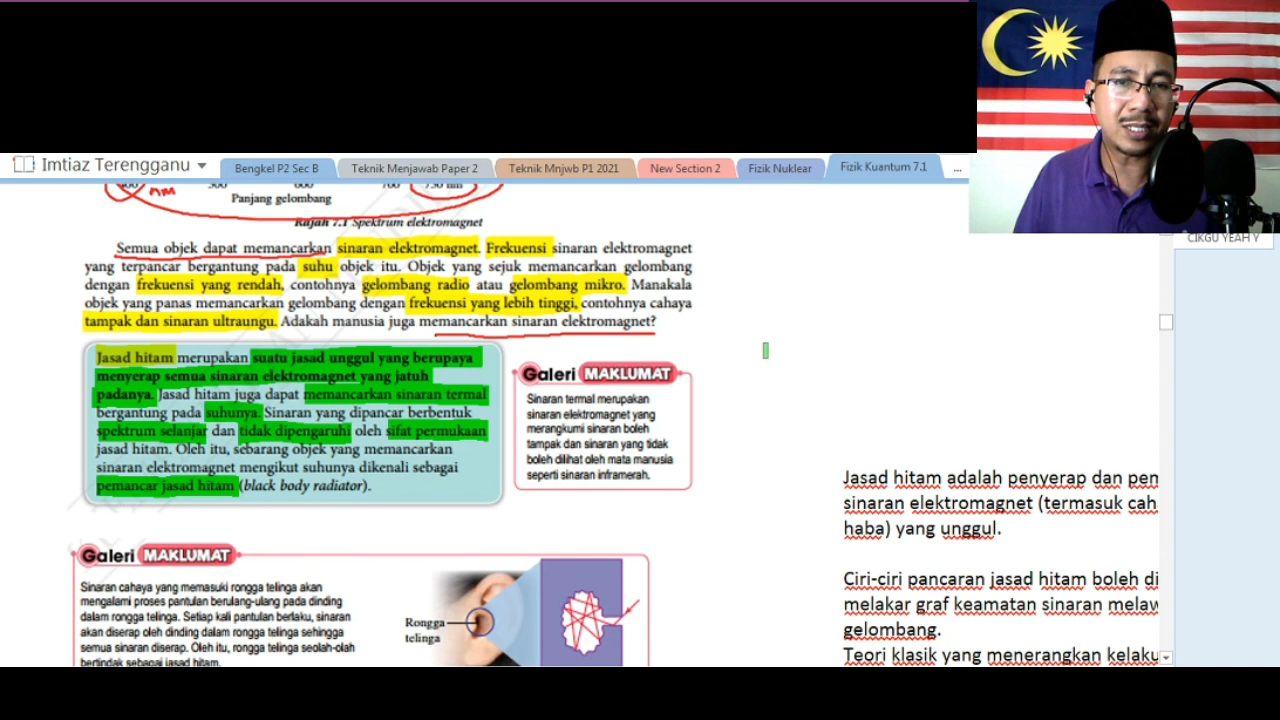 Imtiaz Terengganu
Bengkel P2 Sec B
Teknik Menjawab Paper 2
Teknik Mnjwb P1 2021
New Section 2
Fizik Nuklear
Fizik Kuantum 7.1
...
CIKGU YEAH Y
400 nm 500 600 700 750 nm
Panjang gelombang
Rajah 7.1 Spektrum elektromagnet
Semua objek dapat memancarkan sinaran elektromagnet. Frekuensi sinaran elektromagnet
yang terpancar bergantung pada suhu objek itu. Objek yang sejuk memancarkan gelombang
dengan frekuensi yang rendah, contohnya gelombang radio atau gelombang mikro. Manakala
objek yang panas memancarkan gelombang dengan frekuensi yang lebih tinggi, contohnya cahaya
tampak dan sinaran ultraungu. Adakah manusia juga memancarkan sinaran elektromagnet?
Jasad hitam merupakan suatu jasad unggul yang berupaya
menyerap semua sinaran elektromagnet yang jatuh
padanya. Jasad hitam juga dapat memancarkan sinaran termal
bergantung pada suhunya. Sinaran yang dipancar berbentuk
spektrum selanjar dan tidak dipengaruhi oleh sifat permukaan
jasad hitam. Oleh itu, sebarang objek yang memancarkan
sinaran elektromagnet mengikut suhunya dikenali sebagai
pemancar jasad hitam (black body radiator).
Galeri MAKLUMAT
Sinaran termal merupakan
sinaran elektromagnet yang
merangkumi sinaran boleh
tampak dan sinaran yang tidak
boleh dilihat oleh mata manusia
seperti sinaran inframerah.
Galeri MAKLUMAT
Sinaran cahaya yang memasuki rongga telinga akan
mengalami proses pantulan berulang-ulang pada dinding
dalam rongga telinga. Setiap kali pantulan berlaku, sinaran
akan diserap oleh dinding dalam rongga telinga sehingga
semua sinaran diserap. Oleh itu, rongga telinga seolah-olah
bertindak sebagai jasad hitam.
Rongga
telinga
Jasad hitam adalah penyerap dan pen
sinaran elektromagnet (termasuk cah
haba) yang unggul.
Ciri-ciri pancaran jasad hitam boleh di
melakar graf keamatan sinaran melaw
gelombang.
Teori klasik yang menerangkan kelaku